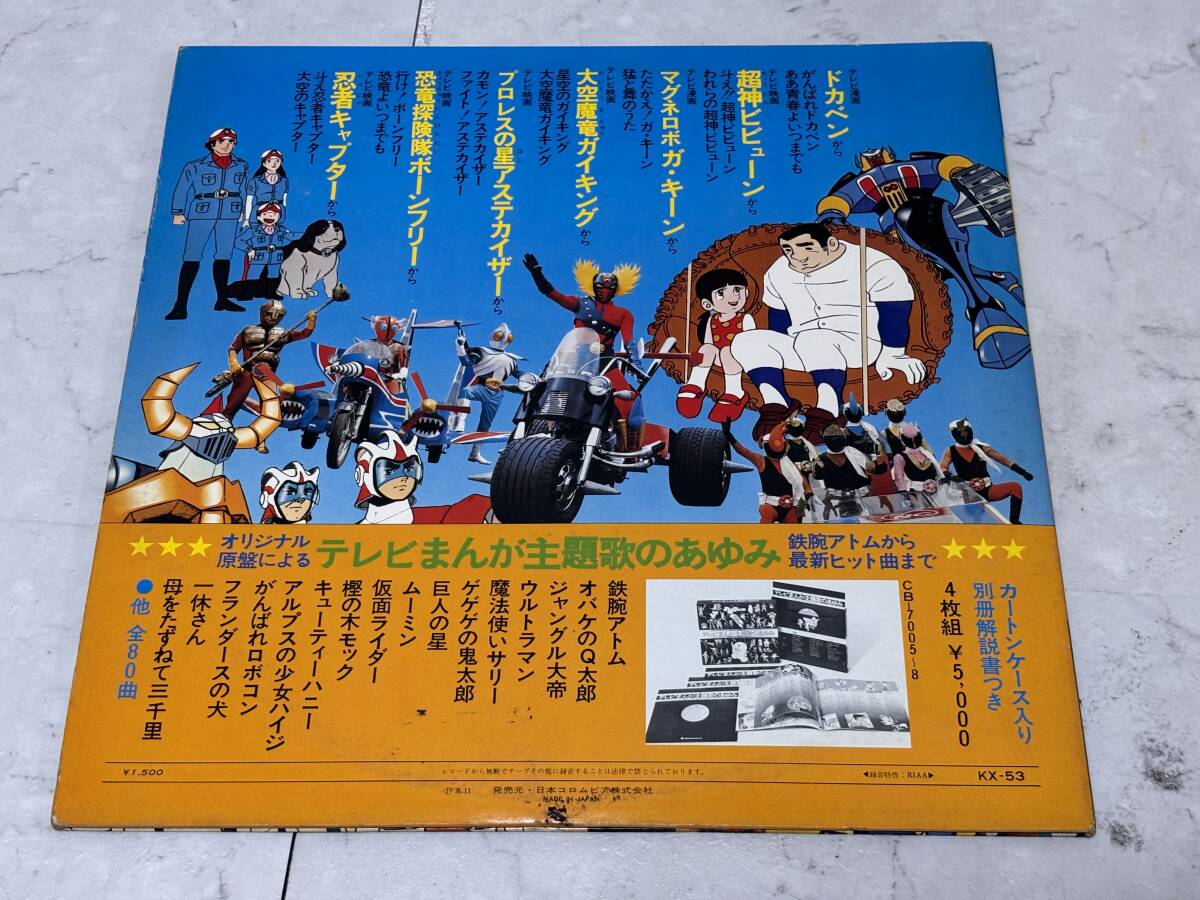 テレビ漫画
ドカベンから
がんばれドカベン
ああ青春よいつまでも
テレビ映画
超神ビビューンから
斗え!!超神ビビューン
われらの超神ビビューン
テレビ漫画
マグネロボ ガ・キーンから
たたかえ!ガ・キーン
猛と舞のうた
テレビ映画
大空魔竜ガイキングから
星空のガイキング
大空魔竜ガイキング
テレビ映画
プロレスの星アステカイザーから
カモン!アステカイザー
ファイト!アステカイザー
テレビ映画
恐竜探険隊ボーンフリーから
行け!ボーンフリー
恐竜よいつまでも
テレビ映画
忍者キャプターから
斗え忍者キャプター
大空のキャプター
★★★ オリジナル原盤による テレビまんが主題歌のあゆみ 鉄腕アトムから最新ヒット曲まで ★★★
カートンケース入り
別冊解説書つき
4枚組 ¥5,000
CB-7005~8
テレビまんが主題歌のあゆみ
鉄腕アトム
オバケのQ太郎
ジャングル大帝
ウルトラマン
魔法使いサリー
ゲゲゲの鬼太郎
巨人の星
ムーミン
仮面ライダー
樫の木モック
キューティーハニー
アルプスの少女ハイジ
がんばれロボコン
フランダースの犬
一休さん
母をたずねて三千里
●他 全80曲
¥1,500
レコードから無断でテープその他に録音することは法律で禁じられております。
◀録音特性:RIAA▶
KX-53
Ⓟ'76.11 発売元・日本コロムビア株式会社
MADE IN JAPAN